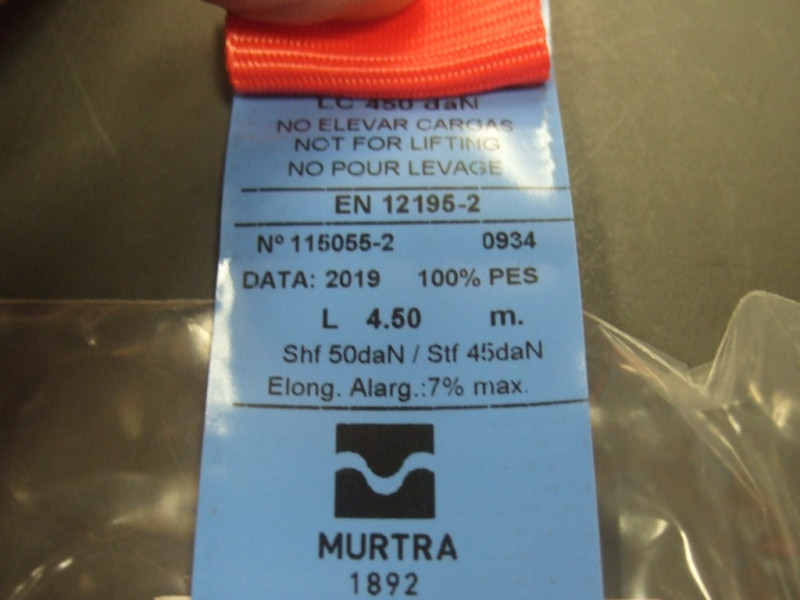 LC 450 daN
NO ELEVAR CARGAS
NOT FOR LIFTING
NO POUR LEVAGE
EN 12195-2
Nº 115055-2 0934
DATA: 2019 100% PES
L 4.50 m.
Shf 50daN / Stf 45daN
Elong. Alarg.:7% max.
MURTRA
1892